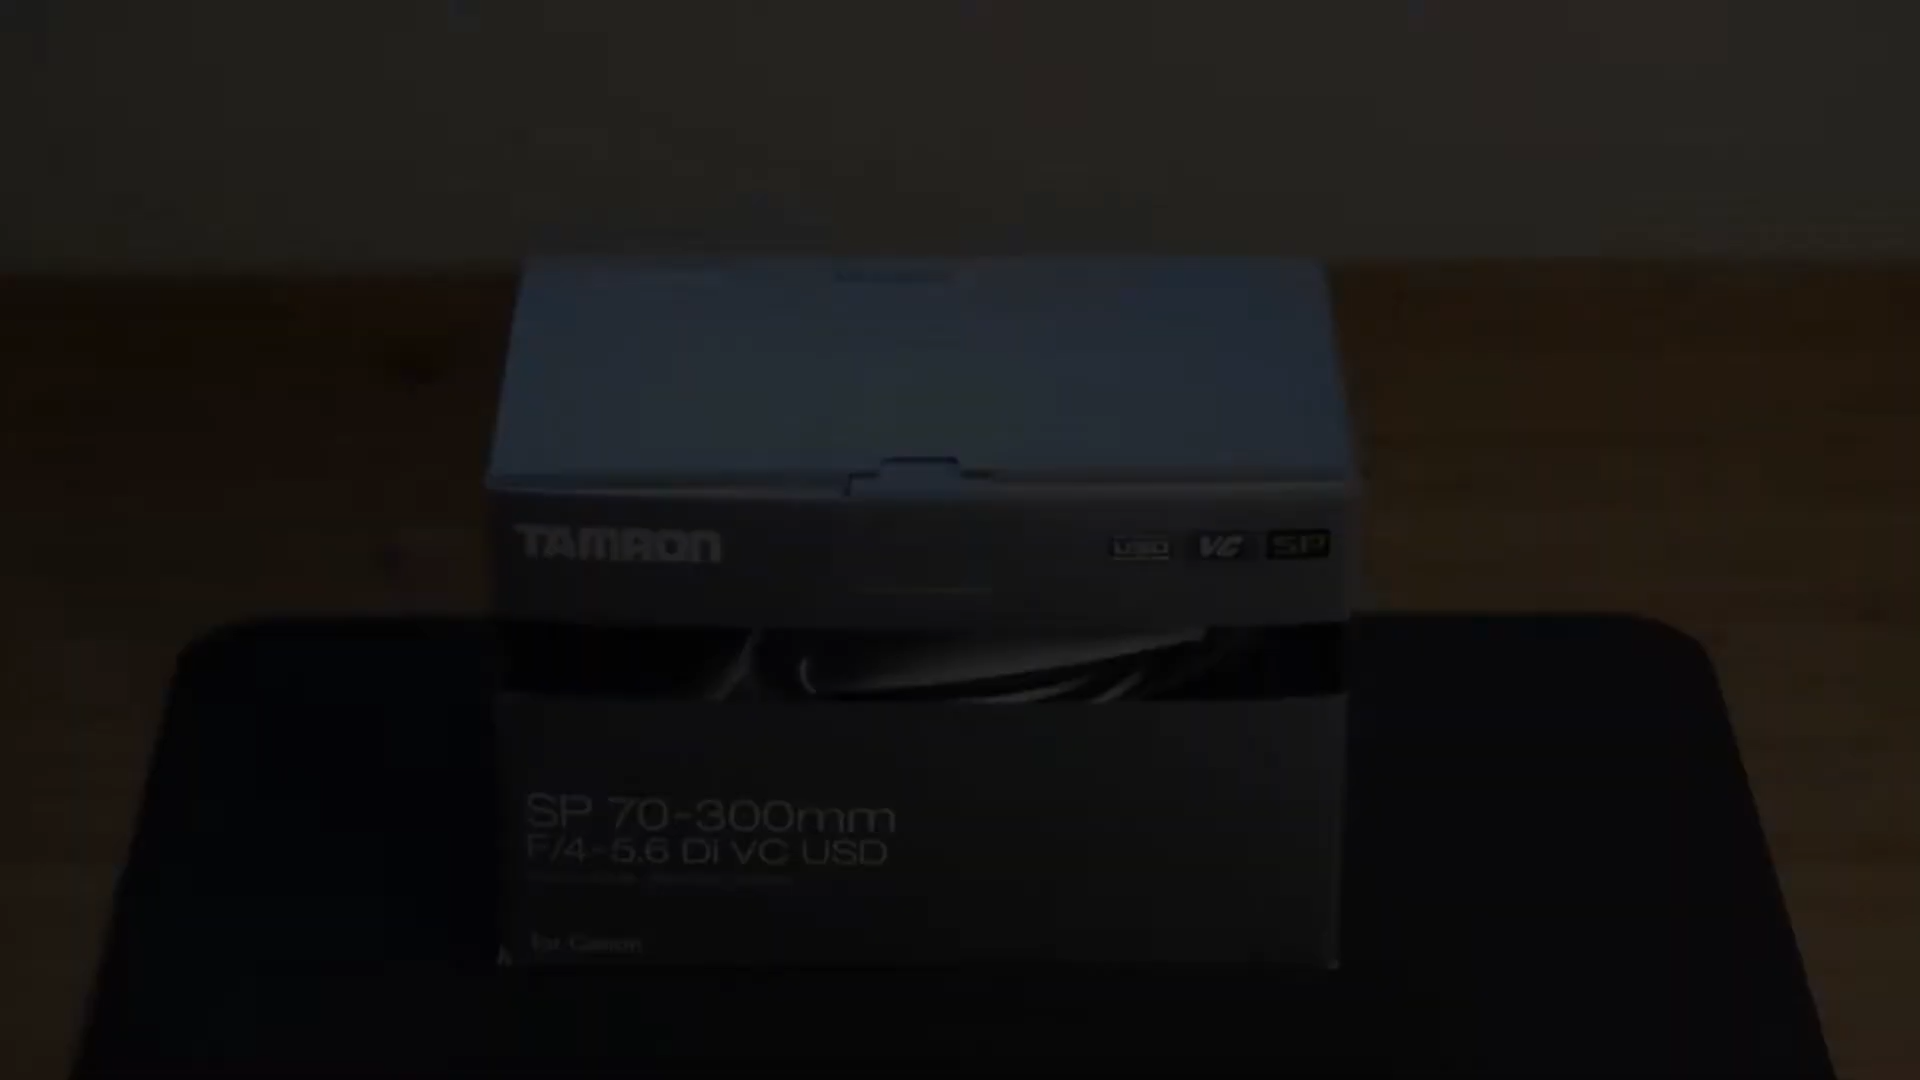 TAMRON
USD VC SP
SP 70-300mm
F/4-5.6 Di VC USD
for Canon